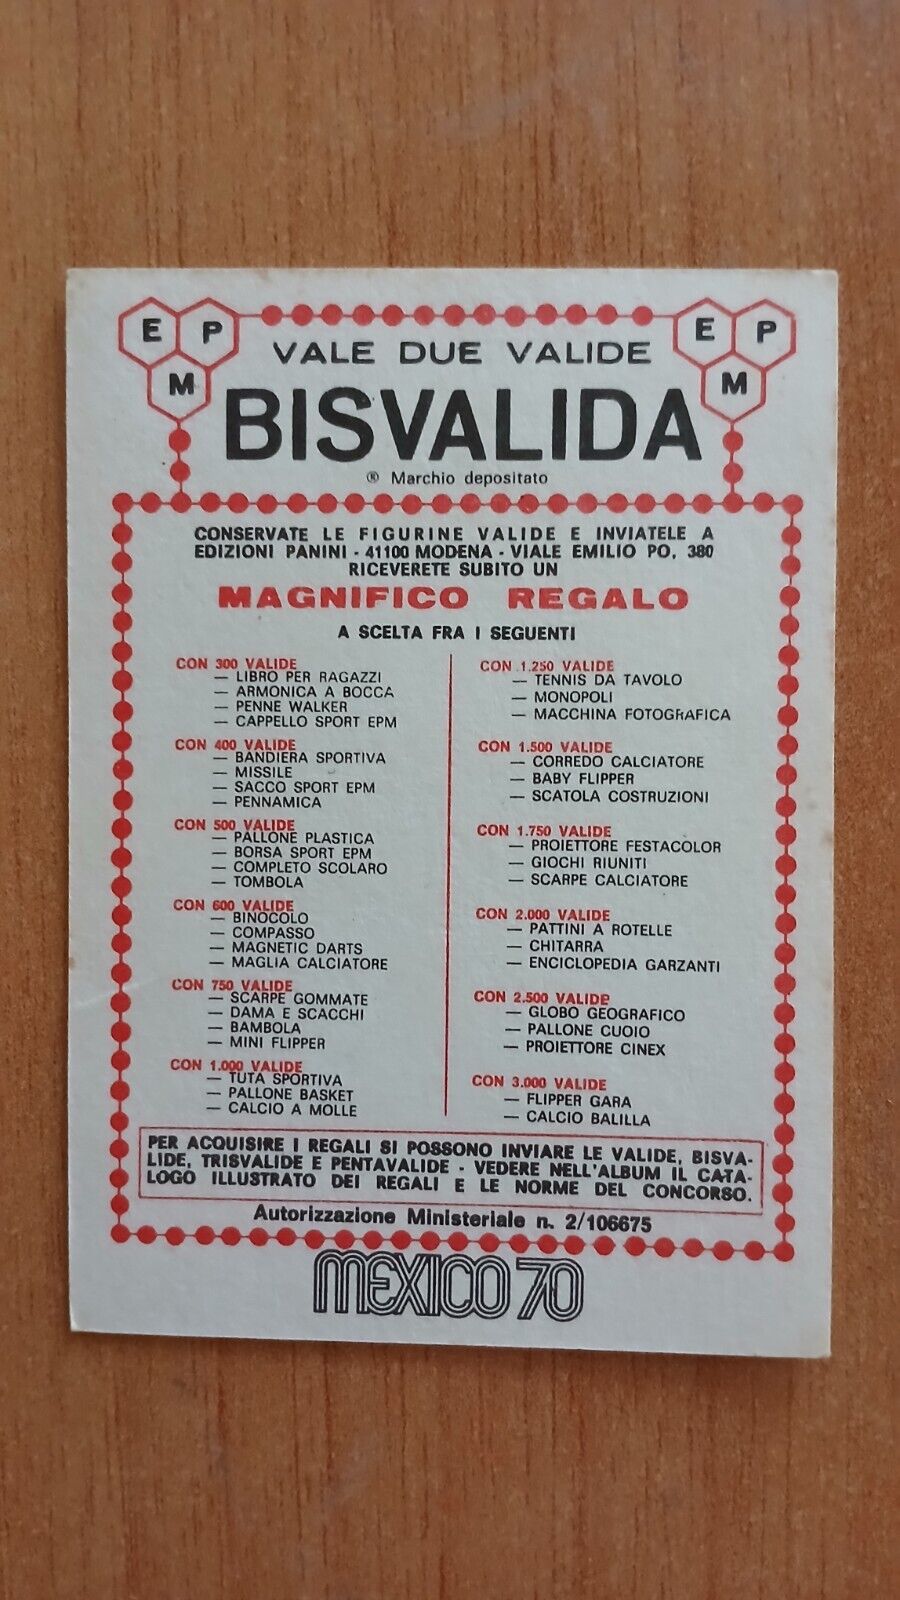 E P
M
E P
M
VALE DUE VALIDE
BISVALIDA
® Marchio depositato
CONSERVATE LE FIGURINE VALIDE E INVIATELE A
EDIZIONI PANINI - 41100 MODENA - VIALE EMILIO PO, 380
RICEVERETE SUBITO UN
MAGNIFICO REGALO
A SCELTA FRA I SEGUENTI
CON 300 VALIDE
— LIBRO PER RAGAZZI
— ARMONICA A BOCCA
— PENNE WALKER
— CAPPELLO SPORT EPM
CON 400 VALIDE
— BANDIERA SPORTIVA
— MISSILE
— SACCO SPORT EPM
— PENNAMICA
CON 500 VALIDE
— PALLONE PLASTICA
— BORSA SPORT EPM
— COMPLETO SCOLARO
— TOMBOLA
CON 600 VALIDE
— BINOCOLO
— COMPASSO
— MAGNETIC DARTS
— MAGLIA CALCIATORE
CON 750 VALIDE
— SCARPE GOMMATE
— DAMA E SCACCHI
— BAMBOLA
— MINI FLIPPER
CON 1.000 VALIDE
— TUTA SPORTIVA
— PALLONE BASKET
— CALCIO A MOLLE
CON 1.250 VALIDE
— TENNIS DA TAVOLO
— MONOPOLI
— MACCHINA FOTOGRAFICA
CON 1.500 VALIDE
— CORREDO CALCIATORE
— BABY FLIPPER
— SCATOLA COSTRUZIONI
CON 1.750 VALIDE
— PROIETTORE FESTACOLOR
— GIOCHI RIUNITI
— SCARPE CALCIATORE
CON 2.000 VALIDE
— PATTINI A ROTELLE
— CHITARRA
— ENCICLOPEDIA GARZANTI
CON 2.500 VALIDE
— GLOBO GEOGRAFICO
— PALLONE CUOIO
— PROIETTORE CINEX
CON 3.000 VALIDE
— FLIPPER GARA
— CALCIO BALILLA
PER ACQUISIRE I REGALI SI POSSONO INVIARE LE VALIDE, BISVA-
LIDE, TRISVALIDE E PENTAVALIDE - VEDERE NELL'ALBUM IL CATA-
LOGO ILLUSTRATO DEI REGALI E LE NORME DEL CONCORSO.
Autorizzazione Ministeriale n. 2/106675
MEXICO 70